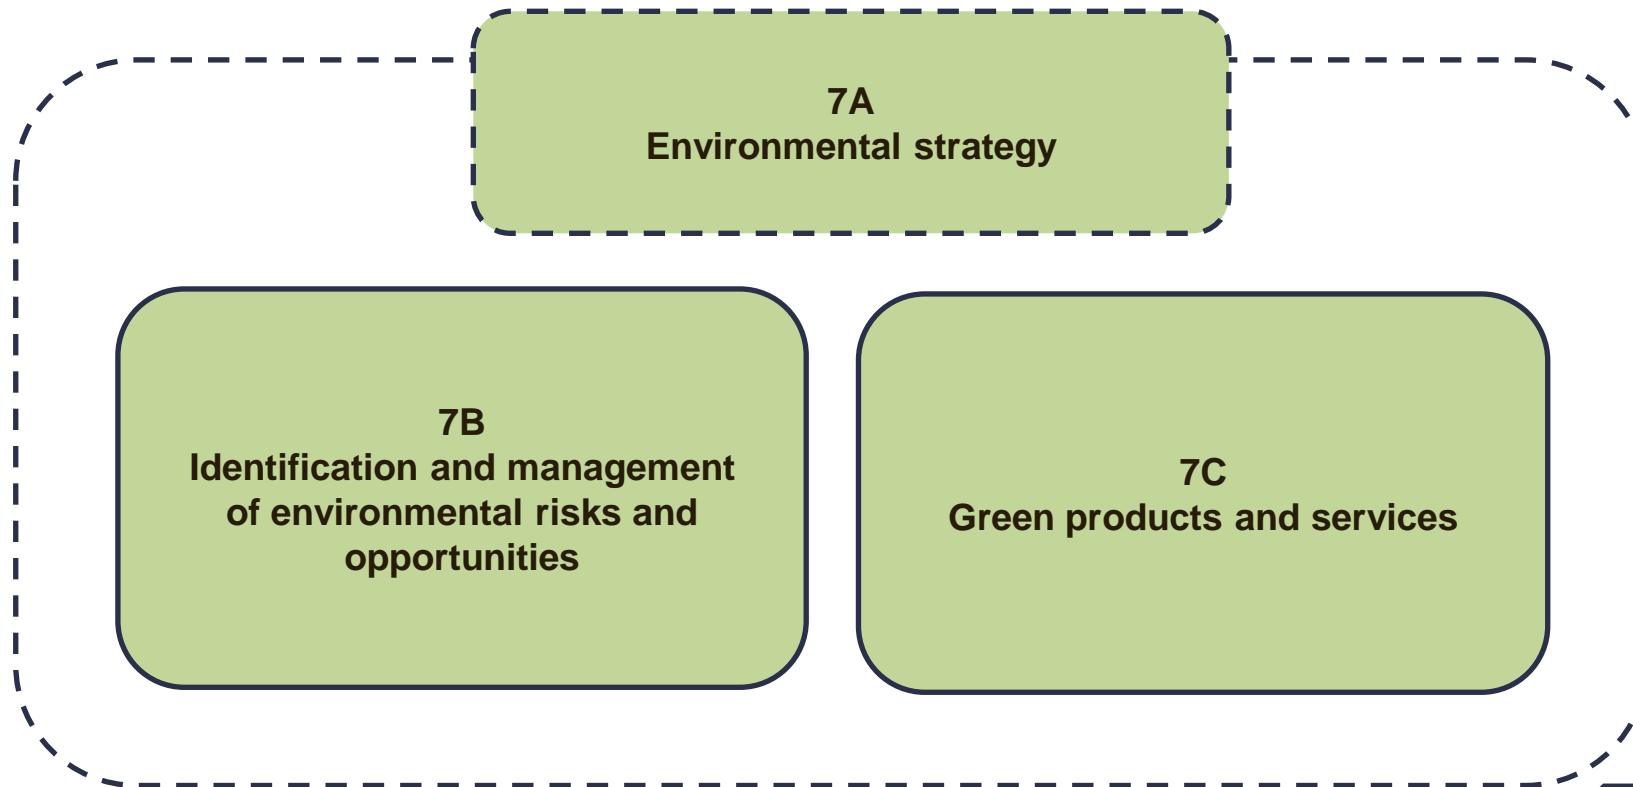 7A
Environmental strategy
7B
Identification and management
of environmental risks and
opportunities
7C
Green products and services